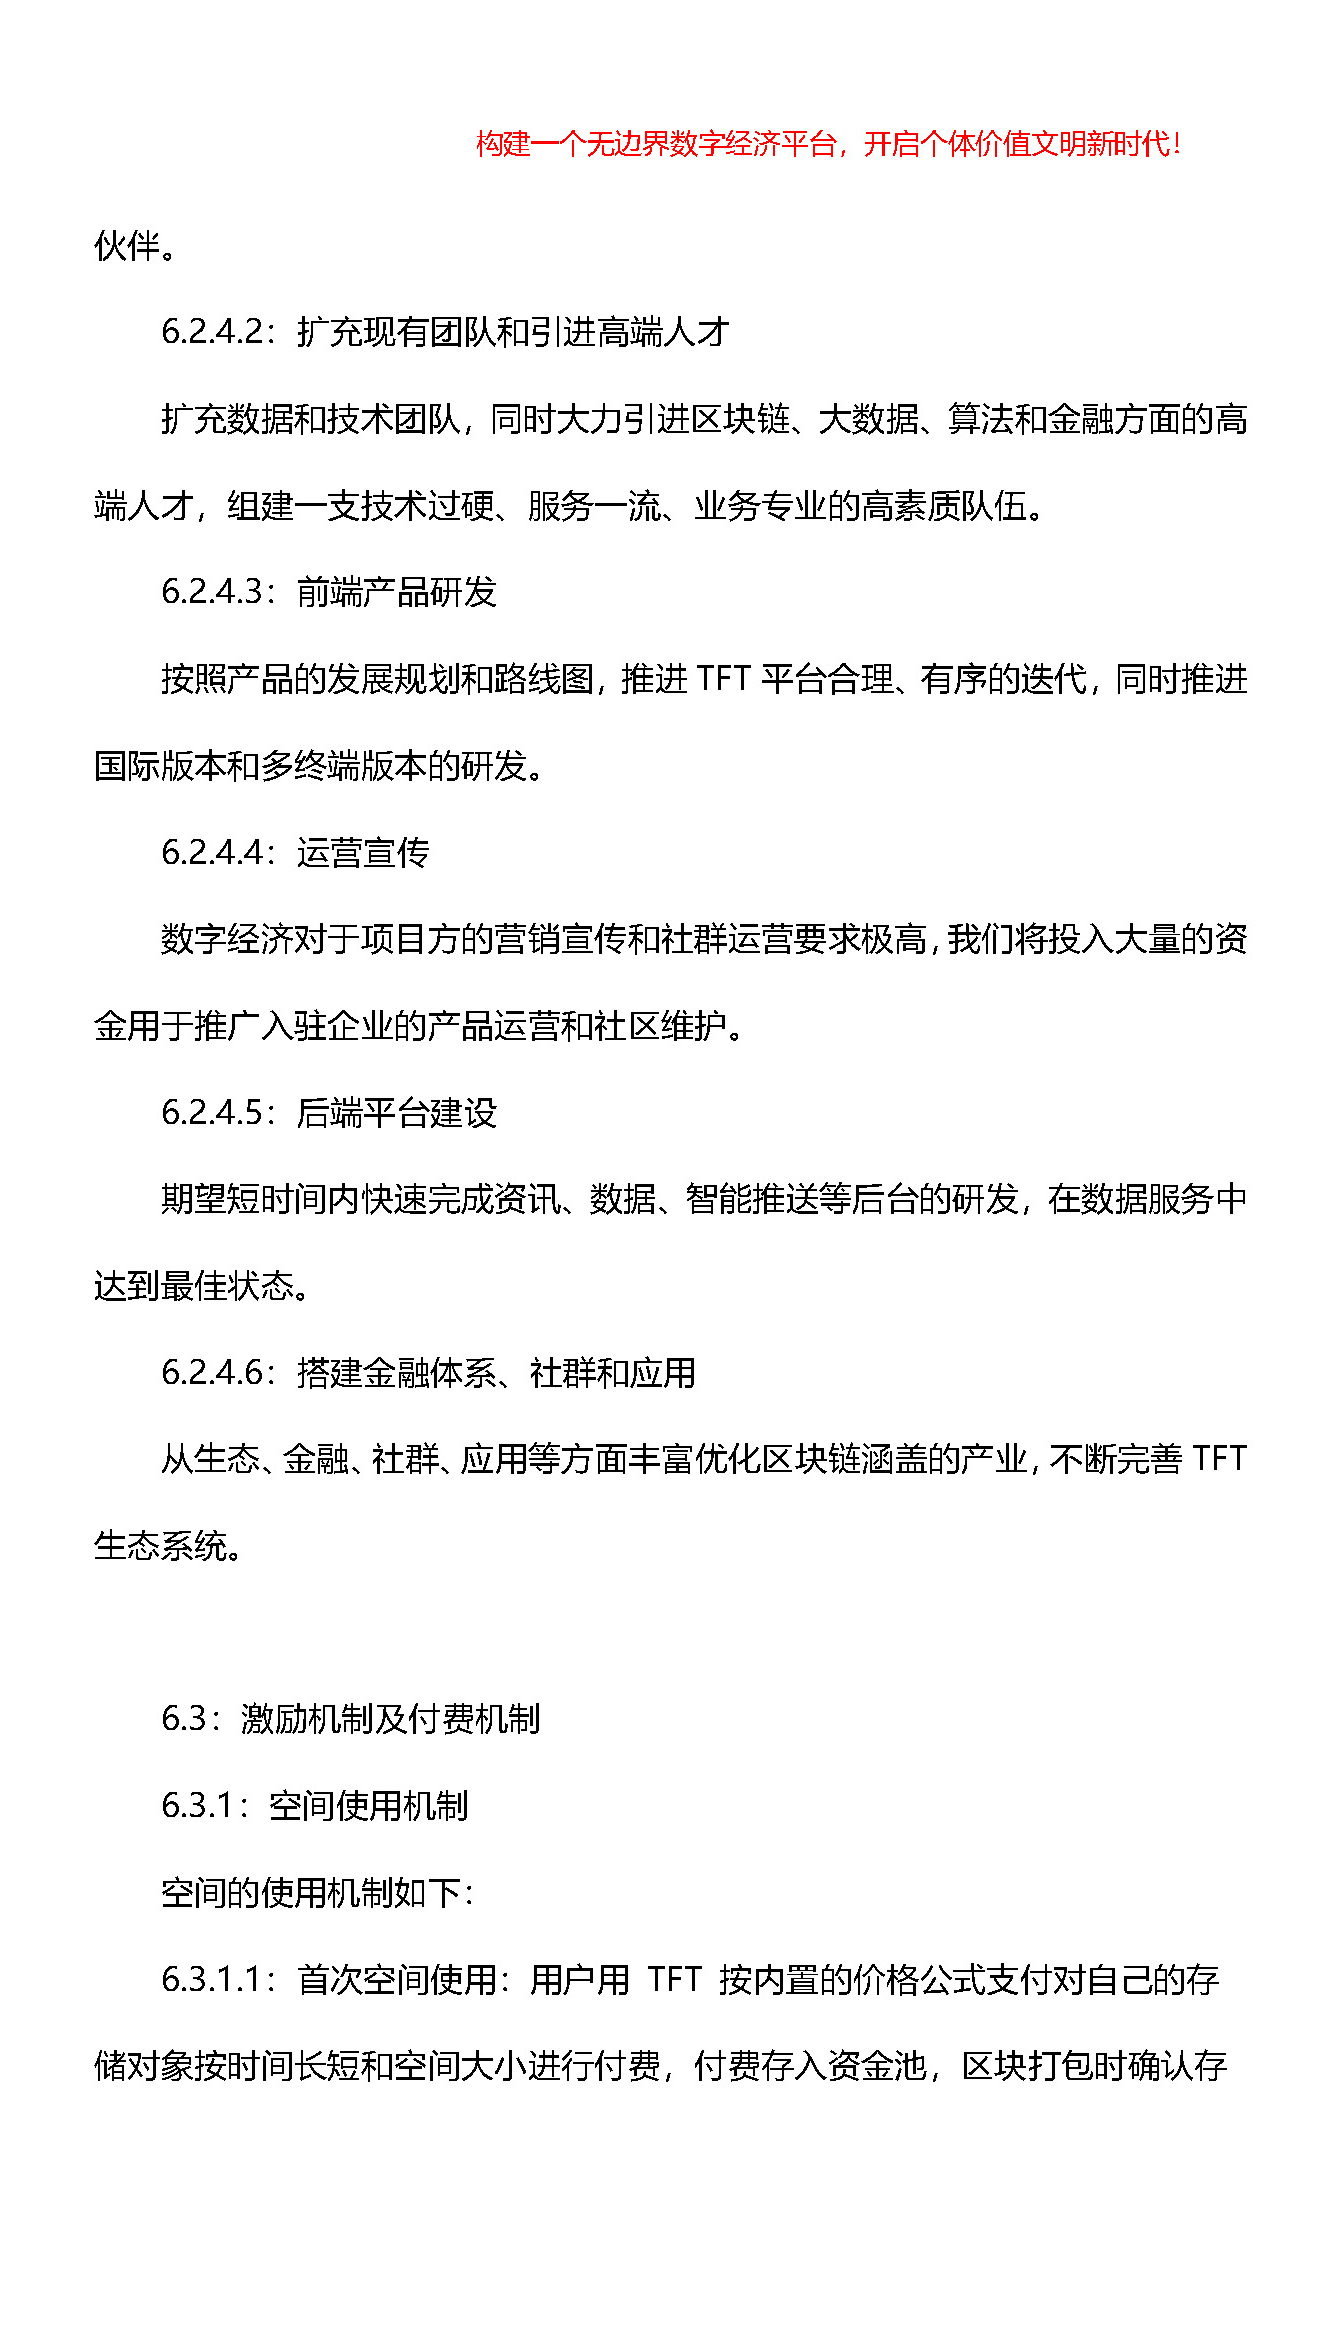 构建一个无边界数字经济平台，开启个体价值文明新时代！
伙伴。
6.2.4.2：扩充现有团队和引进高端人才
扩充数据和技术团队，同时大力引进区块链、大数据、算法和金融方面的高
端人才，组建一支技术过硬、服务一流、业务专业的高素质队伍。
6.2.4.3：前端产品研发
按照产品的发展规划和路线图，推进 TFT 平台合理、有序的迭代，同时推进
国际版本和多终端版本的研发。
6.2.4.4：运营宣传
数字经济对于项目方的营销宣传和社群运营要求极高，我们将投入大量的资
金用于推广入驻企业的产品运营和社区维护。
6.2.4.5：后端平台建设
期望短时间内快速完成资讯、数据、智能推送等后台的研发，在数据服务中
达到最佳状态。
6.2.4.6：搭建金融体系、社群和应用
从生态、金融、社群、应用等方面丰富优化区块链涵盖的产业，不断完善 TFT
生态系统。
6.3：激励机制及付费机制
6.3.1：空间使用机制
空间的使用机制如下：
6.3.1.1：首次空间使用：用户用 TFT 按内置的价格公式支付对自己的存
储对象按时间长短和空间大小进行付费，付费存入资金池，区块打包时确认存